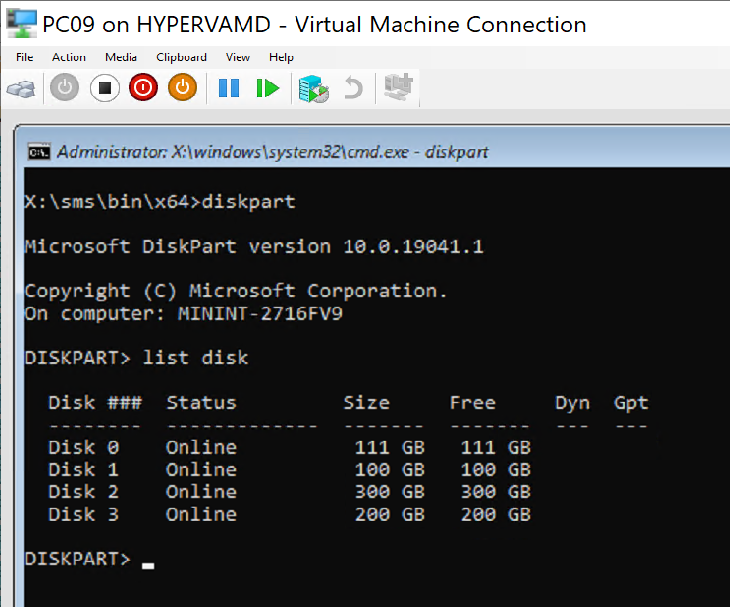 PC09 on HYPERVAMD - Virtual Machine Connection
File Action Media Clipboard View Help
Administrator: X:\windows\system32\cmd.exe - diskpart
X:\sms\bin\x64>diskpart
Microsoft DiskPart version 10.0.19041.1
Copyright (C) Microsoft Corporation.
On computer: MININT-2716FV9
DISKPART> list disk
Disk ### Status Size Free Dyn Gpt
-------- ------------- ------- ------- --- ---
Disk 0 Online 111 GB 111 GB
Disk 1 Online 100 GB 100 GB
Disk 2 Online 300 GB 300 GB
Disk 3 Online 200 GB 200 GB
DISKPART> _